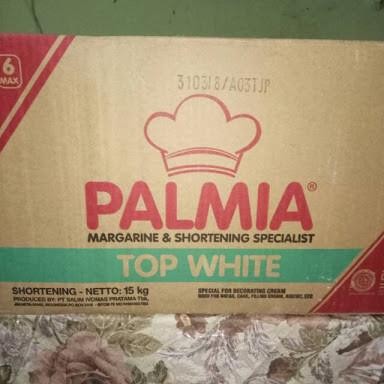 6
MAX
310318/A03TJP
PALMIA®
MARGARINE & SHORTENING SPECIALIST
TOP WHITE
SHORTENING - NETTO: 15 kg
PRODUCED BY: PT SALIM IVOMAS PRATAMA Tbk,
SPECIAL FOR DECORATING CREAM